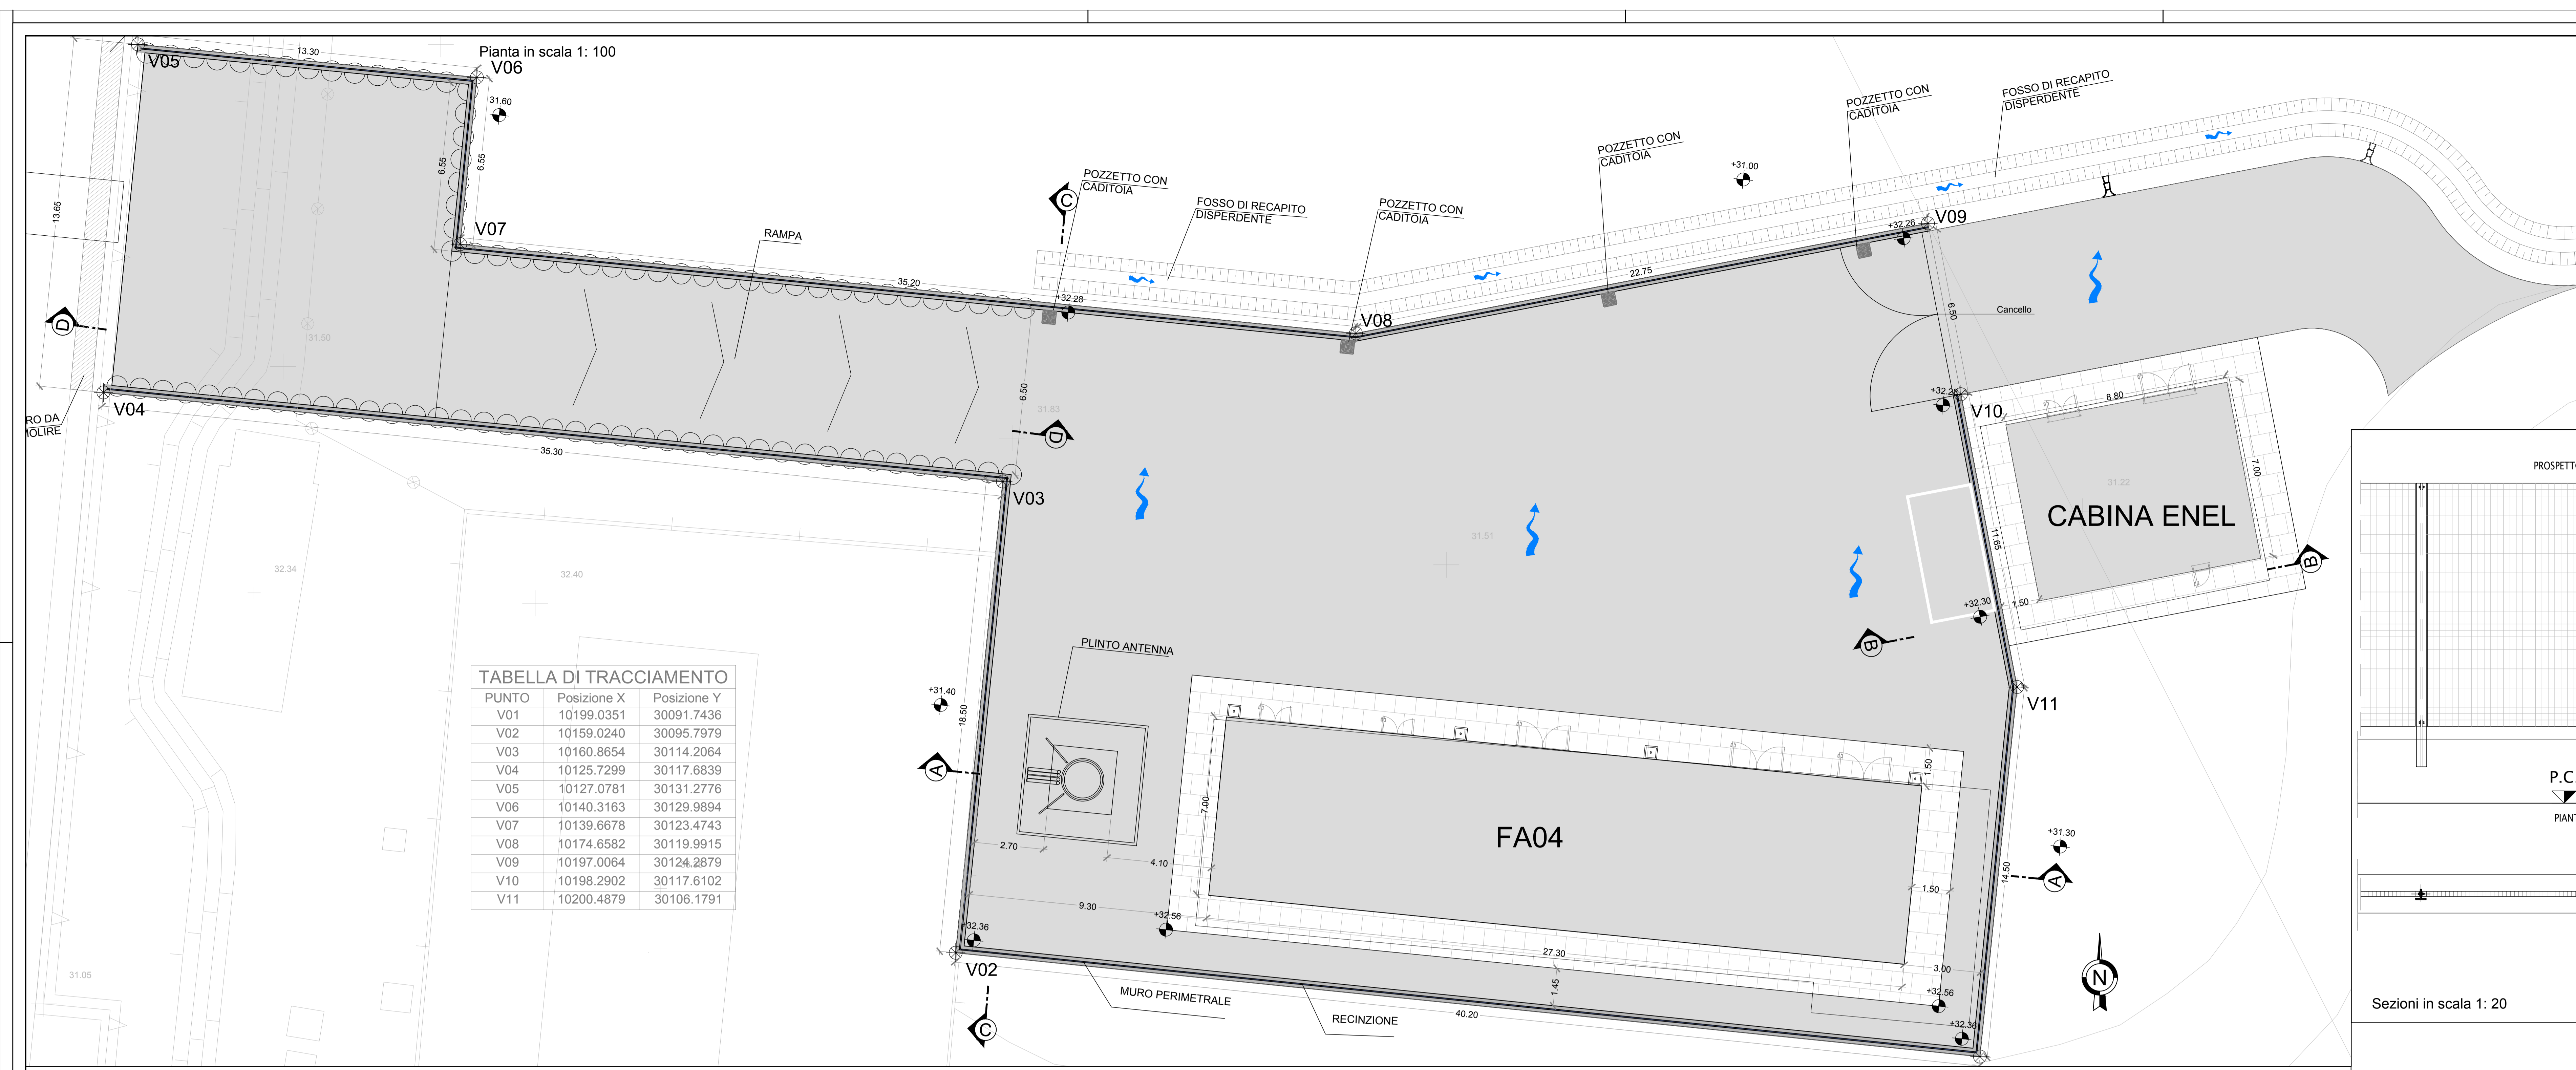 Pianta in scala 1: 100
V05
13.30
V06
31.60
6.55
6.55
13.65
V07
RAMPA
35.20
POZZETTO CON
CADITOIA
C
FOSSO DI RECAPITO
DISPERDENTE
POZZETTO CON
CADITOIA
POZZETTO CON
CADITOIA
+31.00
POZZETTO CON
CADITOIA
FOSSO DI RECAPITO
DISPERDENTE
+32.28
V08
22.75
+32.26
V09
6.50
Cancello
D
31.50
V04
RO DA
MOLIRE
35.30
6.50
31.83
D
V03
+32.28
V10
8.80
7.00
31.22
CABINA ENEL
11.65
31.51
B
+32.30
1.50
B
V11
32.34
32.40
31.05
TABELLA DI TRACCIAMENTO
PUNTO Posizione X Posizione Y
V01 10199.0351 30091.7436
V02 10159.0240 30095.7979
V03 10160.8654 30114.2064
V04 10125.7299 30117.6839
V05 10127.0781 30131.2776
V06 10140.3163 30129.9894
V07 10139.6678 30123.4743
V08 10174.6582 30119.9915
V09 10197.0064 30124.2879
V10 10198.2902 30117.6102
V11 10200.4879 30106.1791
+31.40
18.50
A
PLINTO ANTENNA
2.70
4.10
7.00
1.50
FA04
1.50
9.30
+32.56
+32.36
V02
27.30
1.45
3.00
+32.56
+32.36
14.50
+31.30
A
C
MURO PERIMETRALE
RECINZIONE
40.20
N
PROSPETTO
P.C.
PIANT
Sezioni in scala 1: 20